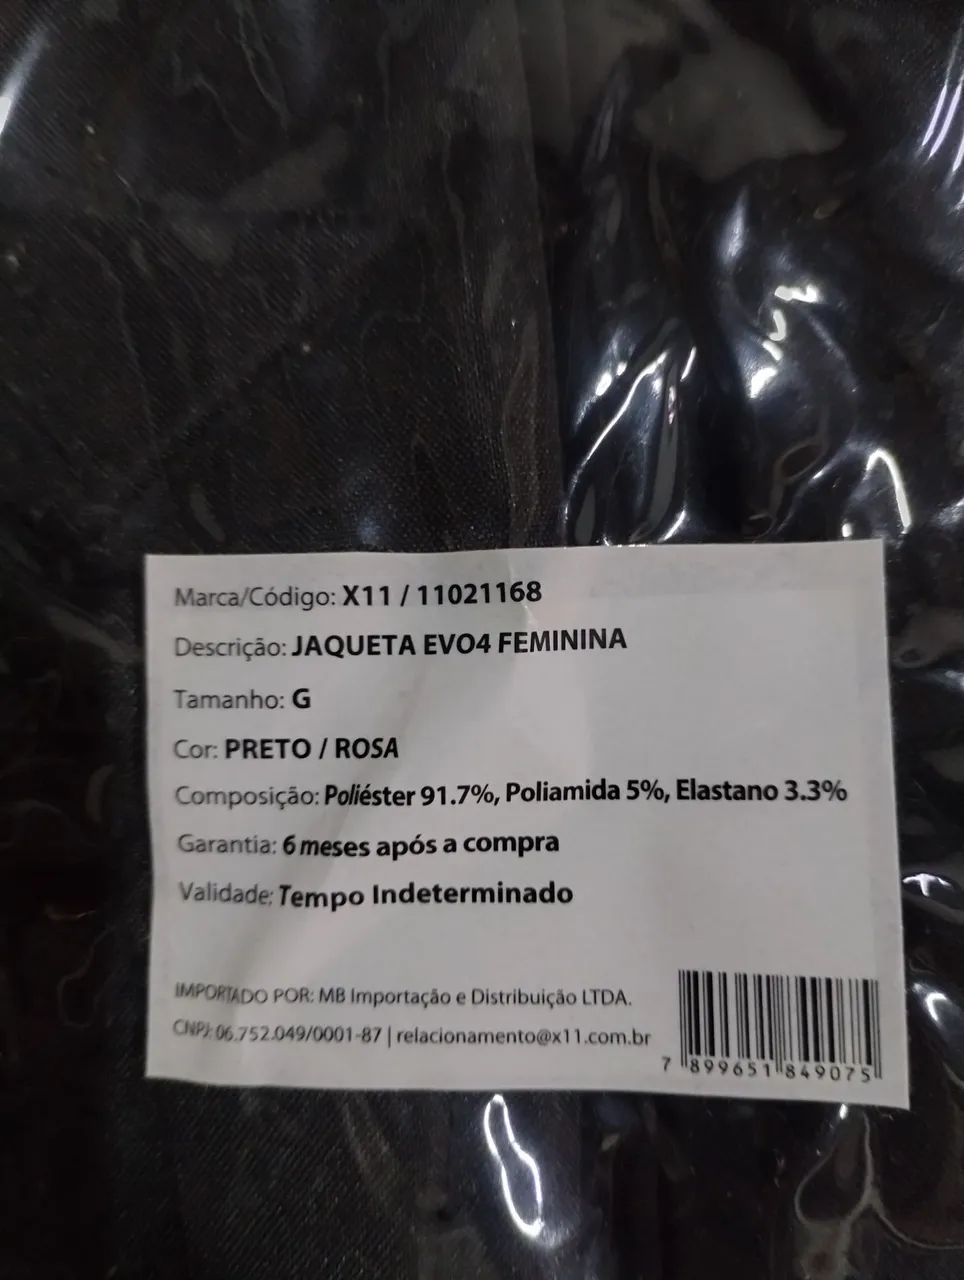 Marca/Código: X11 / 11021168
Descrição: JAQUETA EVO4 FEMININA
Tamanho: G
Cor: PRETO / ROSA
Composição: Poliéster 91.7%, Poliamida 5%, Elastano 3.3%
Garantia: 6 meses após a compra
Validade: Tempo Indeterminado
IMPORTADO POR: MB Importação e Distribuição LTDA.
CNPJ: 06.752.049/0001-87 | relacionamento@x11.com.br
7 899651 849075